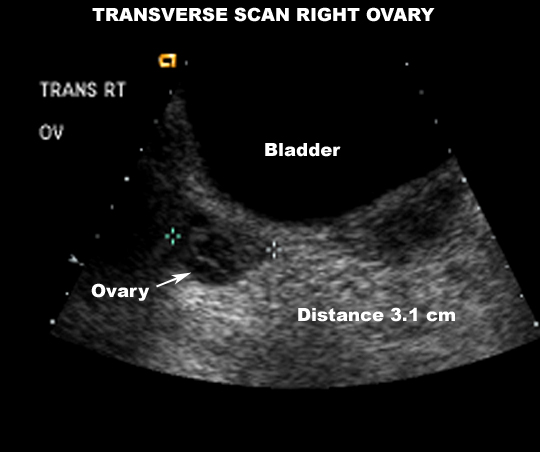 TRANSVERSE SCAN RIGHT OVARY
TRANS RT
OV
Bladder
Ovary
Distance 3.1 cm